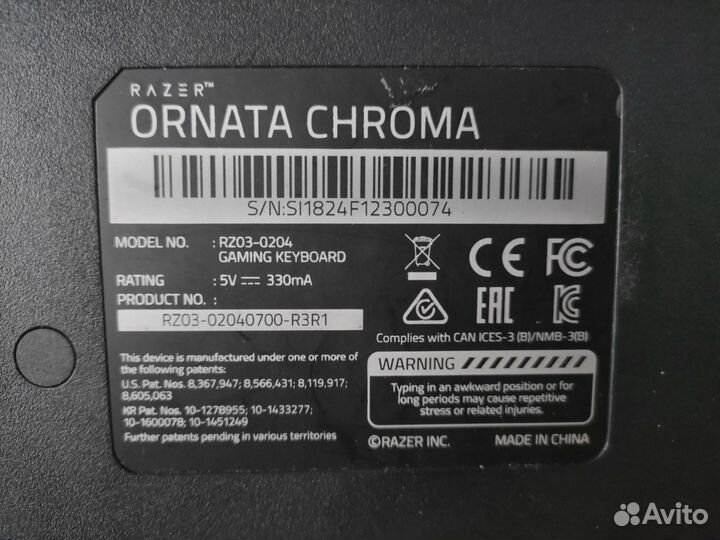 RAZER™
ORNATA CHROMA
S/N:SI1824F12300074
MODEL NO. : RZ03-0204
GAMING KEYBOARD
RATING : 5V ⎓ 330mA
PRODUCT NO. :
RZ03-02040700-R3R1
This device is manufactured under one or more of
the following patents:
U.S. Pat. Nos. 8,367,947; 8,566,431; 8,119,917;
8,605,063
KR Pat. Nos. 10-1278955; 10-1433277;
10-1600078; 10-1451249
Further patents pending in various territories
CE FC
EAC
Complies with CAN ICES-3 (B)/NMB-3(B)
WARNING
Typing in an awkward position or for
long periods may cause repetitive
stress or related injuries.
©RAZER INC. MADE IN CHINA
Avito